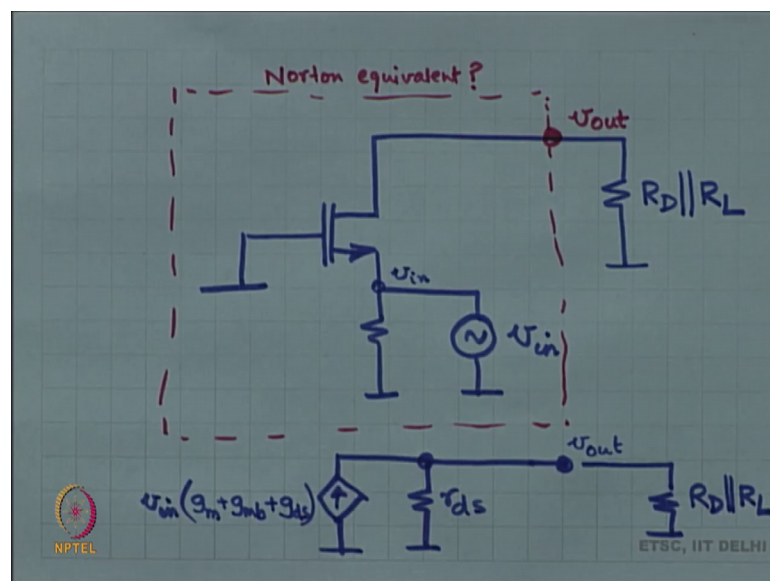 Norton equivalent?
vout
RD||RL
vin
vin
vout
vin(gm+gmb+gds)
rds
RD||RL
NPTEL
ETSC, IIT DELHI